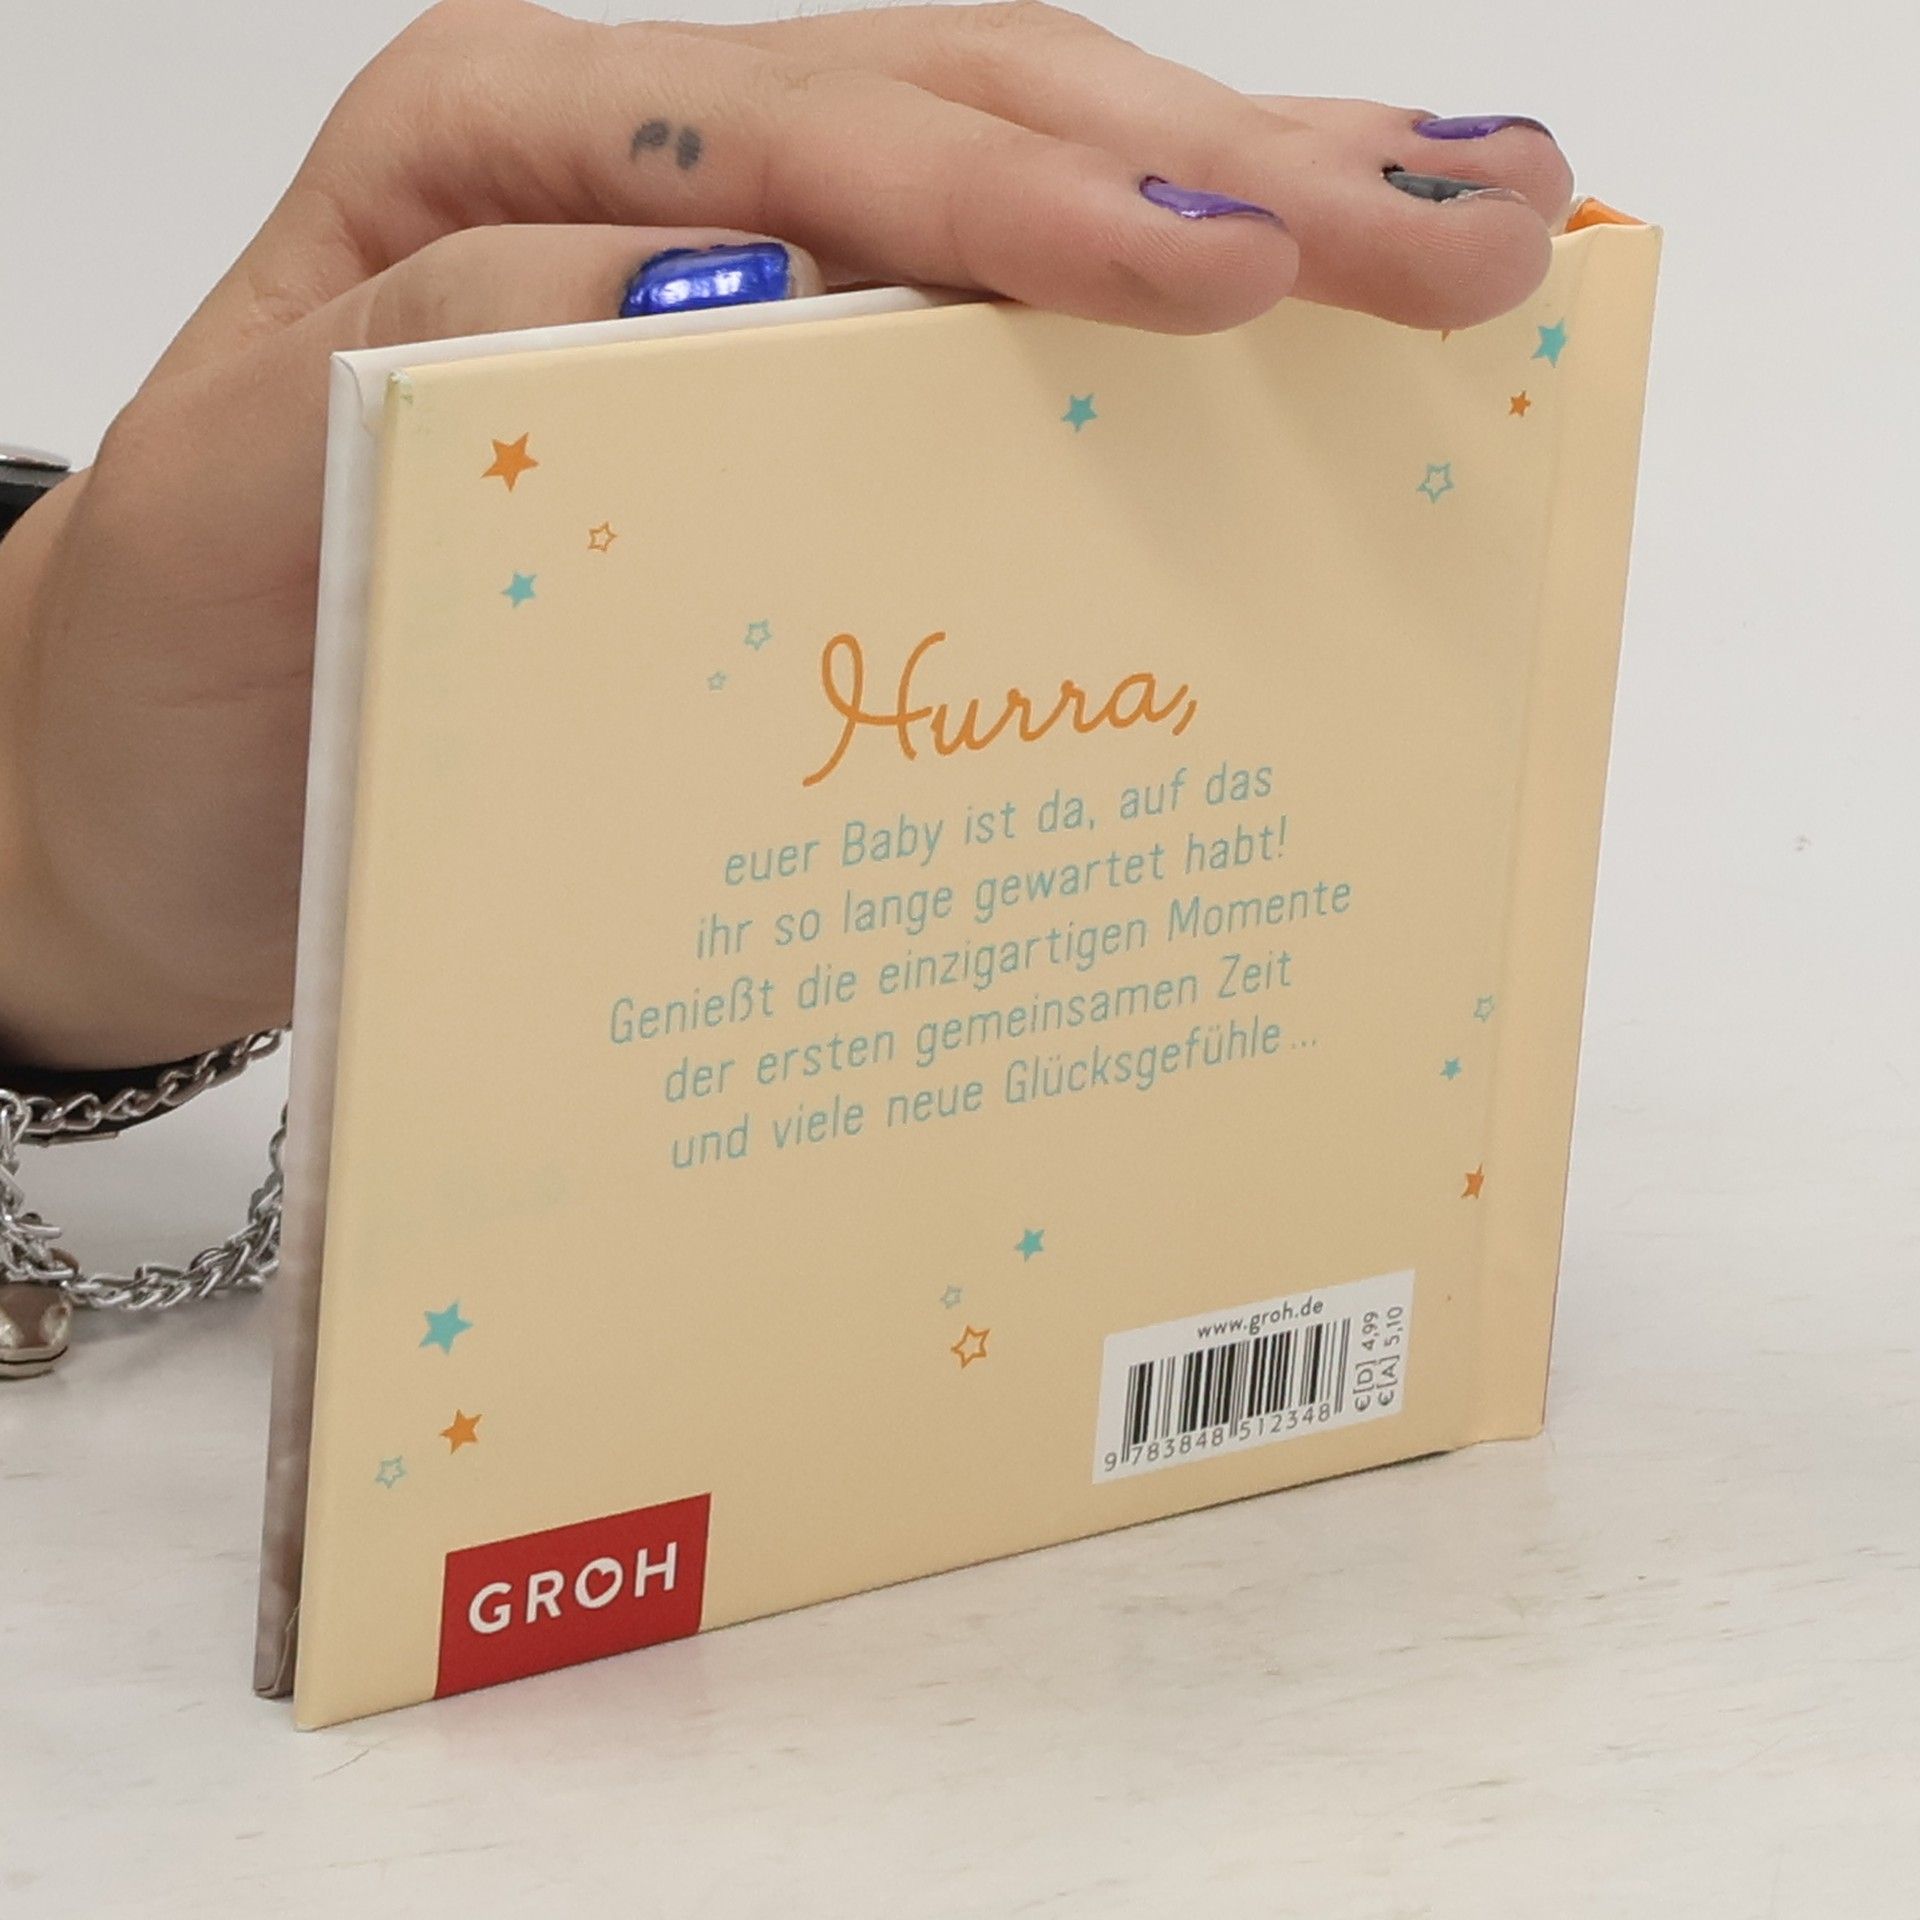 Hurra,
euer Baby ist da, auf das
ihr so lange gewartet habt!
Genießt die einzigartigen Momente
der ersten gemeinsamen Zeit
und viele neue Glücksgefühle...
www.groh.de
9 783848 512348
€[D] 4,99
€[A] 5,10
GROH